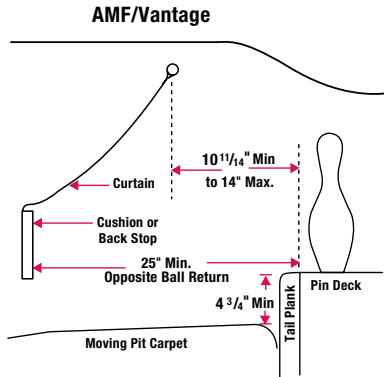 AMF/Vantage
10 11/14" Min
to 14" Max.
Curtain
Cushion or
Back Stop
25" Min.
Opposite Ball Return
4 3/4" Min
Tail Plank
Pin Deck
Moving Pit Carpet